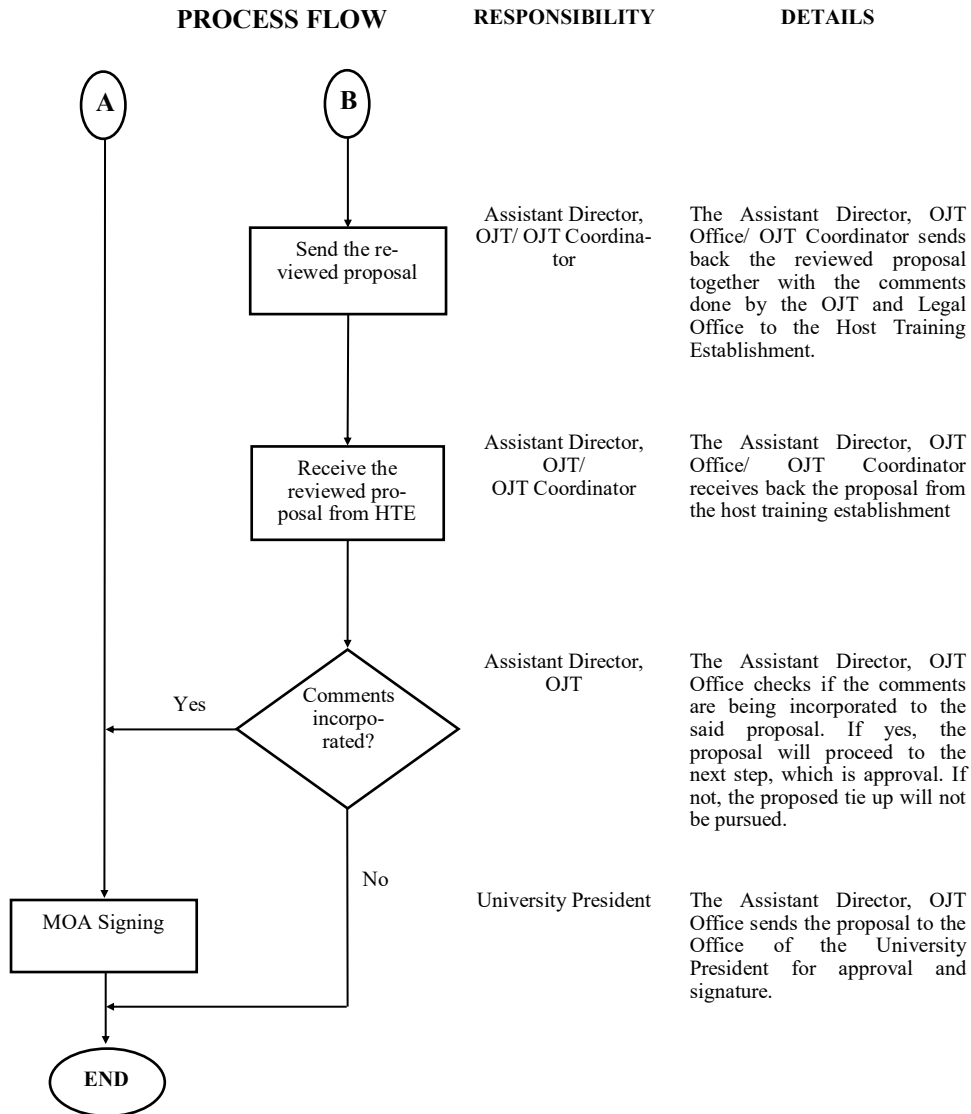 PROCESS FLOW RESPONSIBILITY DETAILS
A B
Send the re-
viewed proposal
Assistant Director,
OJT/ OJT Coordina-
tor
The Assistant Director, OJT
Office/ OJT Coordinator sends
back the reviewed proposal
together with the comments
done by the OJT and Legal
Office to the Host Training
Establishment.
Receive the
reviewed pro-
posal from HTE
Assistant Director,
OJT/
OJT Coordinator
The Assistant Director, OJT
Office/ OJT Coordinator
receives back the proposal from
the host training establishment
Yes
Comments
incorpo-
rated?
Assistant Director,
OJT
The Assistant Director, OJT
Office checks if the comments
are being incorporated to the
said proposal. If yes, the
proposal will proceed to the
next step, which is approval. If
not, the proposed tie up will not
be pursued.
No
MOA Signing
University President
The Assistant Director, OJT
Office sends the proposal to the
Office of the University
President for approval and
signature.
END